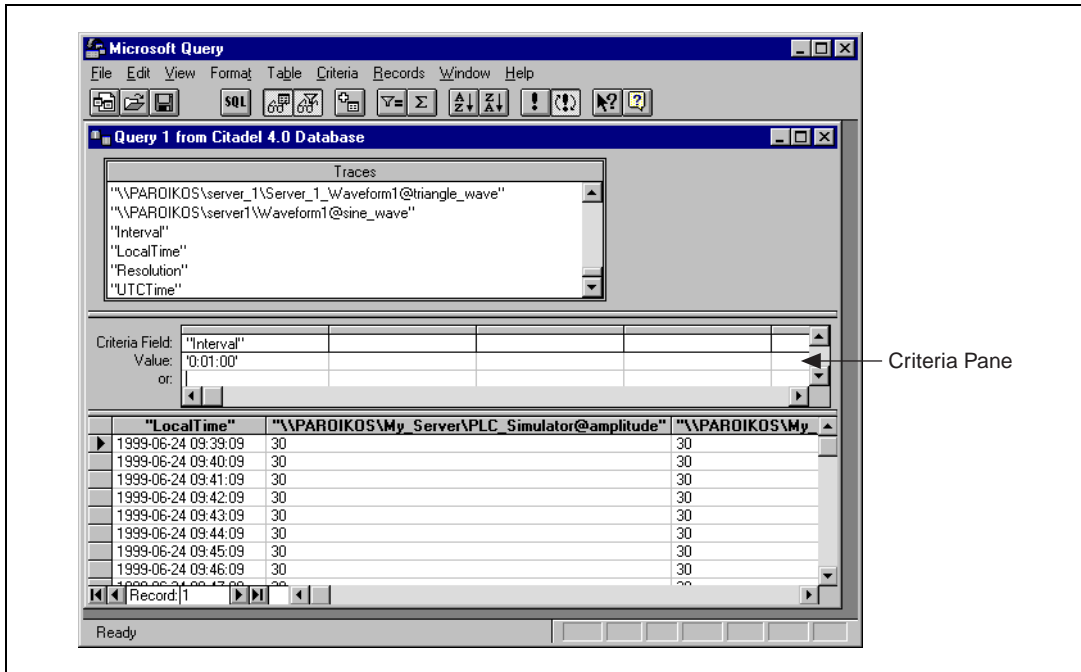 Microsoft Query
File Edit View Format Table Criteria Records Window Help
SQL
Query 1 from Citadel 4.0 Database
Traces
"\\PAROIKOS\server_1\Server_1_Waveform1@triangle_wave"
"\\PAROIKOS\server1\Waveform1@sine_wave"
"Interval"
"LocalTime"
"Resolution"
"UTCTime"
Criteria Field: "Interval"
Value: '0:01:00'
or:
Criteria Pane
"LocalTime" "\\PAROIKOS\My_Server\PLC_Simulator@amplitude" "\\PAROIKOS\My_
1999-06-24 09:39:09 30 30
1999-06-24 09:40:09 30 30
1999-06-24 09:41:09 30 30
1999-06-24 09:42:09 30 30
1999-06-24 09:43:09 30 30
1999-06-24 09:44:09 30 30
1999-06-24 09:45:09 30 30
1999-06-24 09:46:09 30 30
Record: 1
Ready